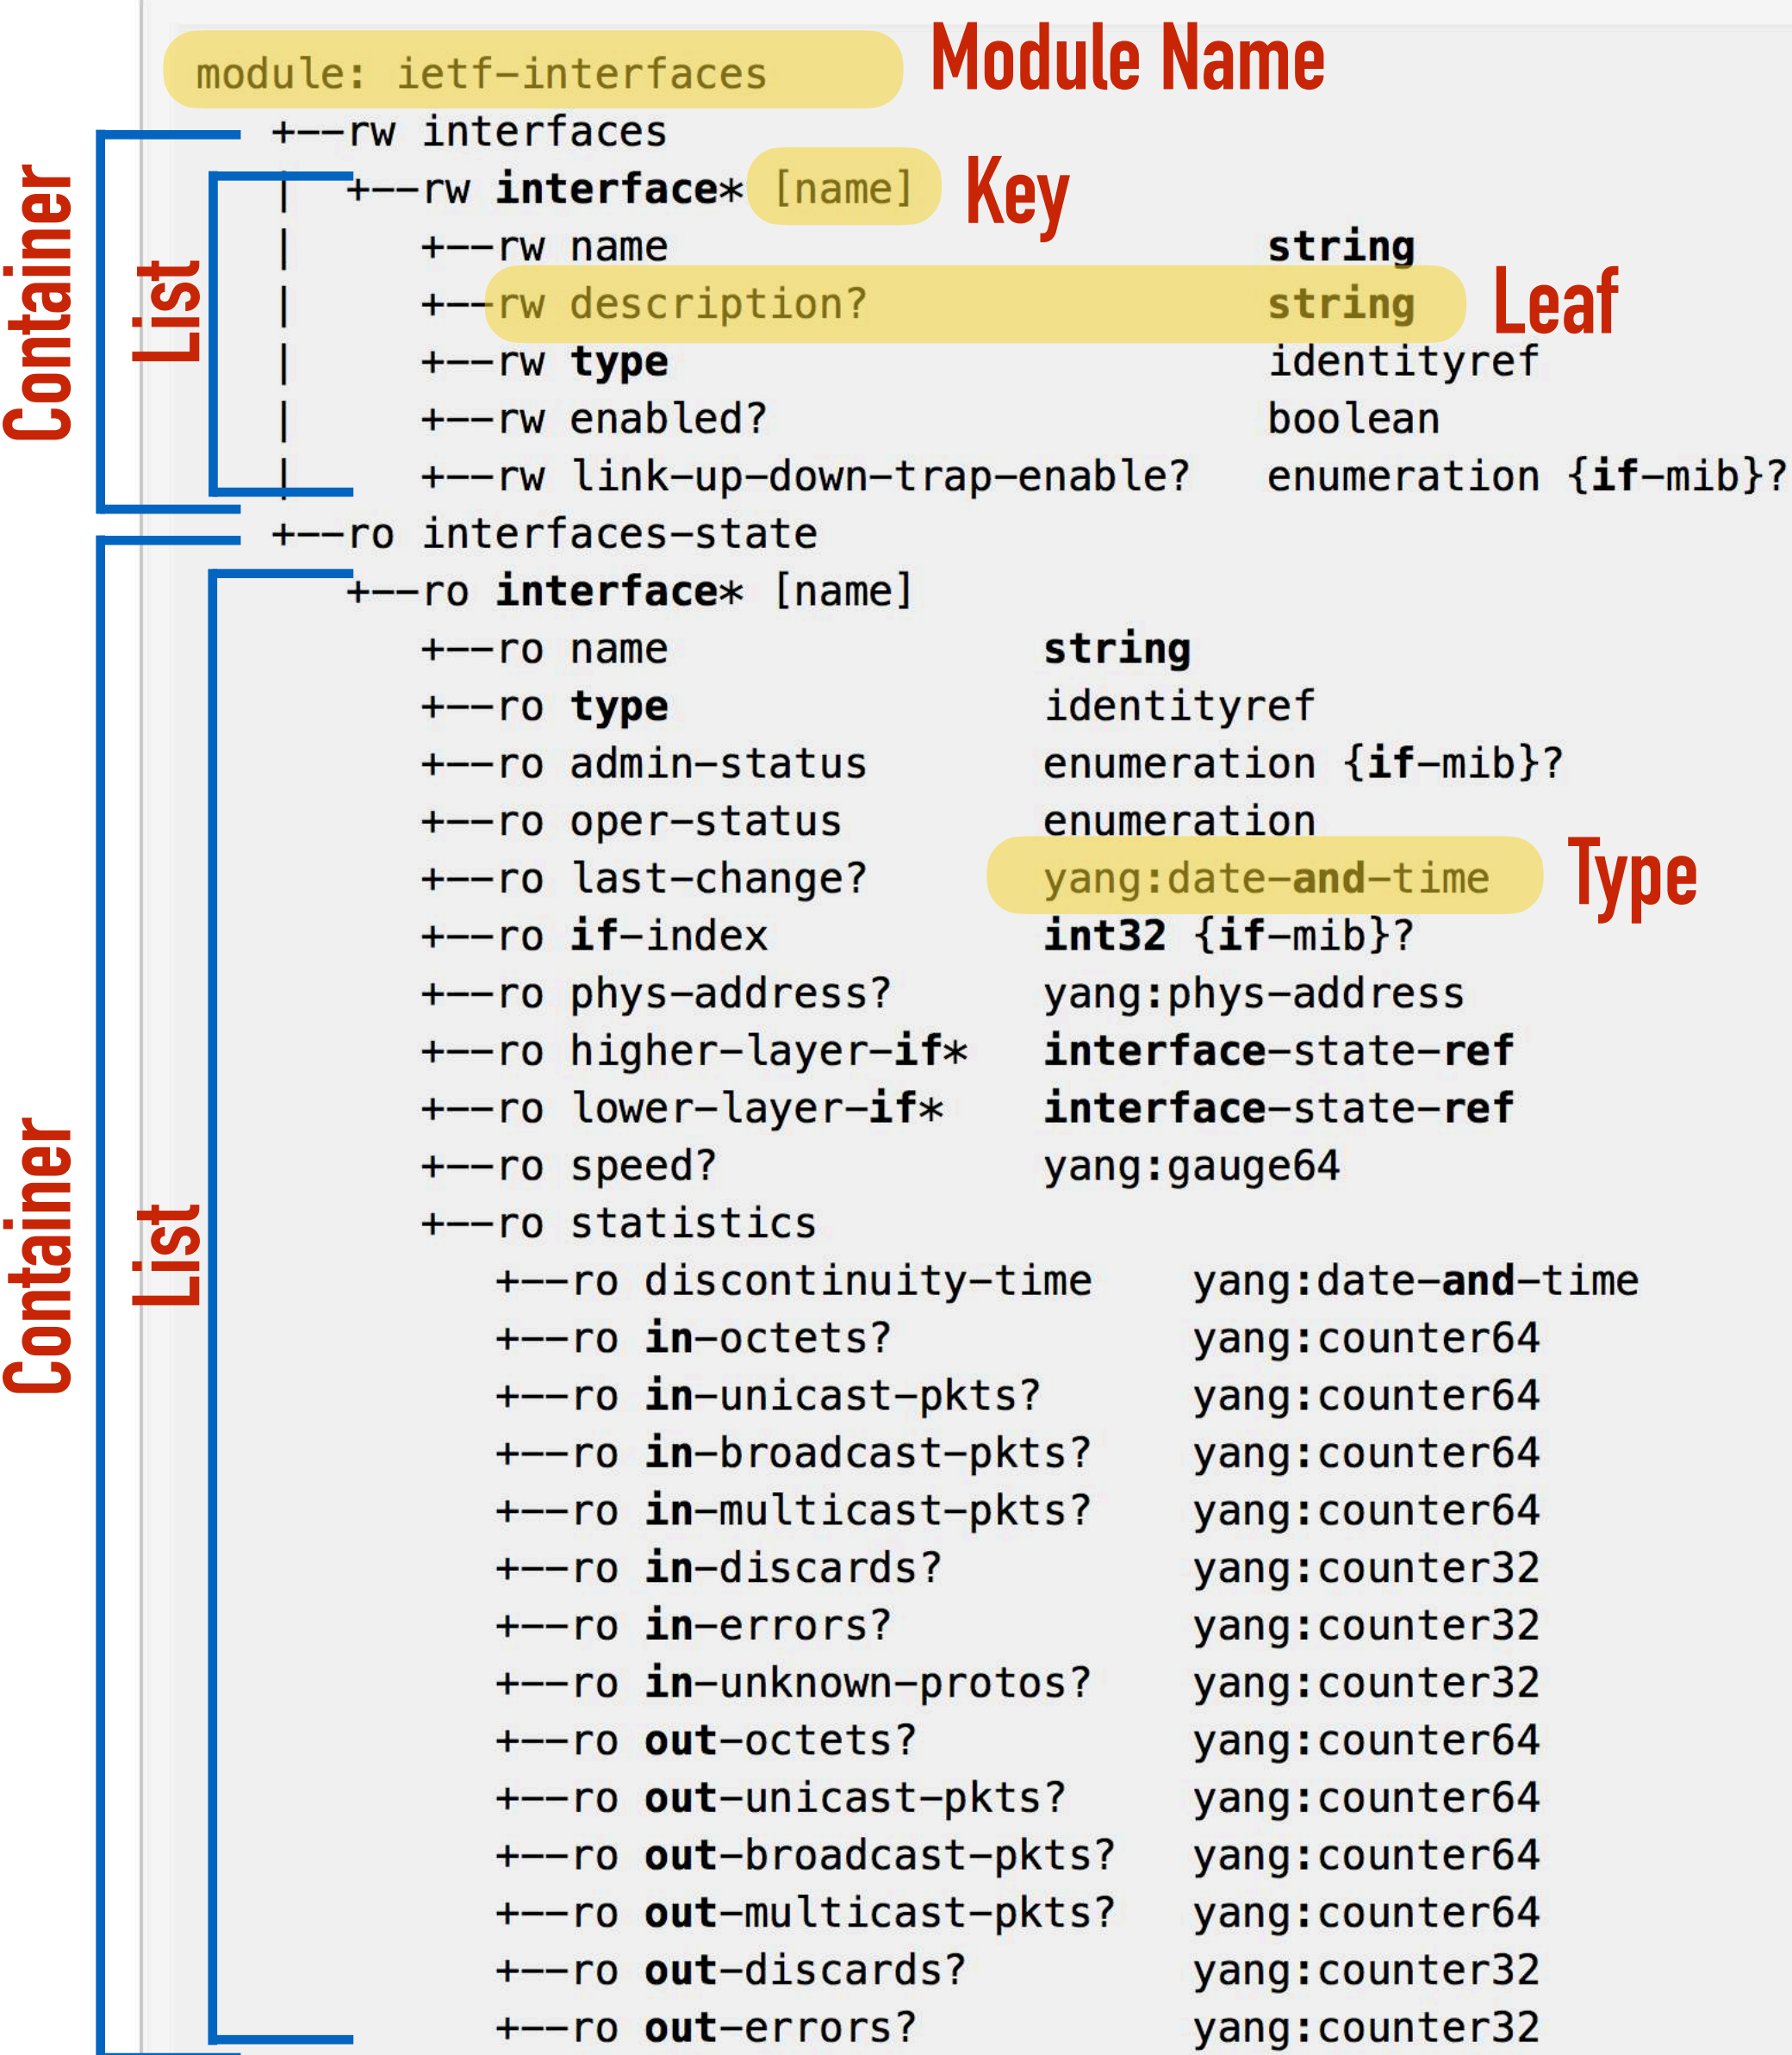 module: ietf-interfaces Module Name
+--rw interfaces
| +--rw interface* [name] Key
| +--rw name string
| +--rw description? string Leaf
| +--rw type identityref
| +--rw enabled? boolean
| +--rw link-up-down-trap-enable? enumeration {if-mib}?
Container
List
+--ro interfaces-state
+--ro interface* [name]
+--ro name string
+--ro type identityref
+--ro admin-status enumeration {if-mib}?
+--ro oper-status enumeration
+--ro last-change? yang:date-and-time Type
+--ro if-index int32 {if-mib}?
+--ro phys-address? yang:phys-address
+--ro higher-layer-if* interface-state-ref
+--ro lower-layer-if* interface-state-ref
+--ro speed? yang:gauge64
+--ro statistics
+--ro discontinuity-time yang:date-and-time
+--ro in-octets? yang:counter64
+--ro in-unicast-pkts? yang:counter64
+--ro in-broadcast-pkts? yang:counter64
+--ro in-multicast-pkts? yang:counter64
+--ro in-discards? yang:counter32
+--ro in-errors? yang:counter32
+--ro in-unknown-protos? yang:counter32
+--ro out-octets? yang:counter64
+--ro out-unicast-pkts? yang:counter64
+--ro out-broadcast-pkts? yang:counter64
+--ro out-multicast-pkts? yang:counter64
+--ro out-discards? yang:counter32
+--ro out-errors? yang:counter32
Container
List